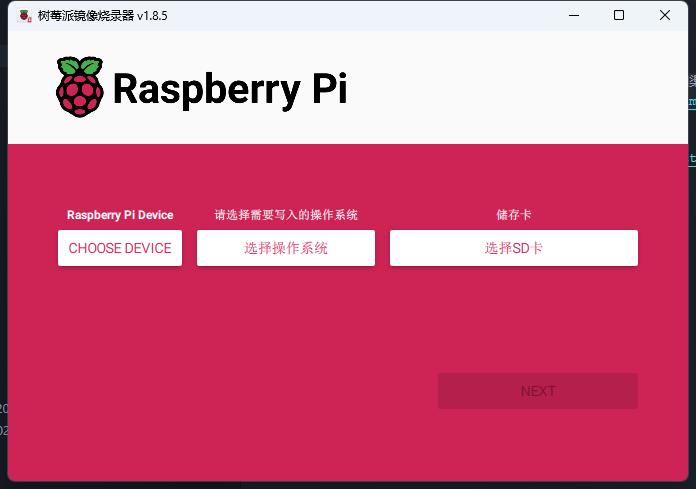 树莓派镜像烧录器 v1.8.5
Raspberry Pi
Raspberry Pi Device
请选择需要写入的操作系统
储存卡
CHOOSE DEVICE
选择操作系统
选择SD卡
NEXT